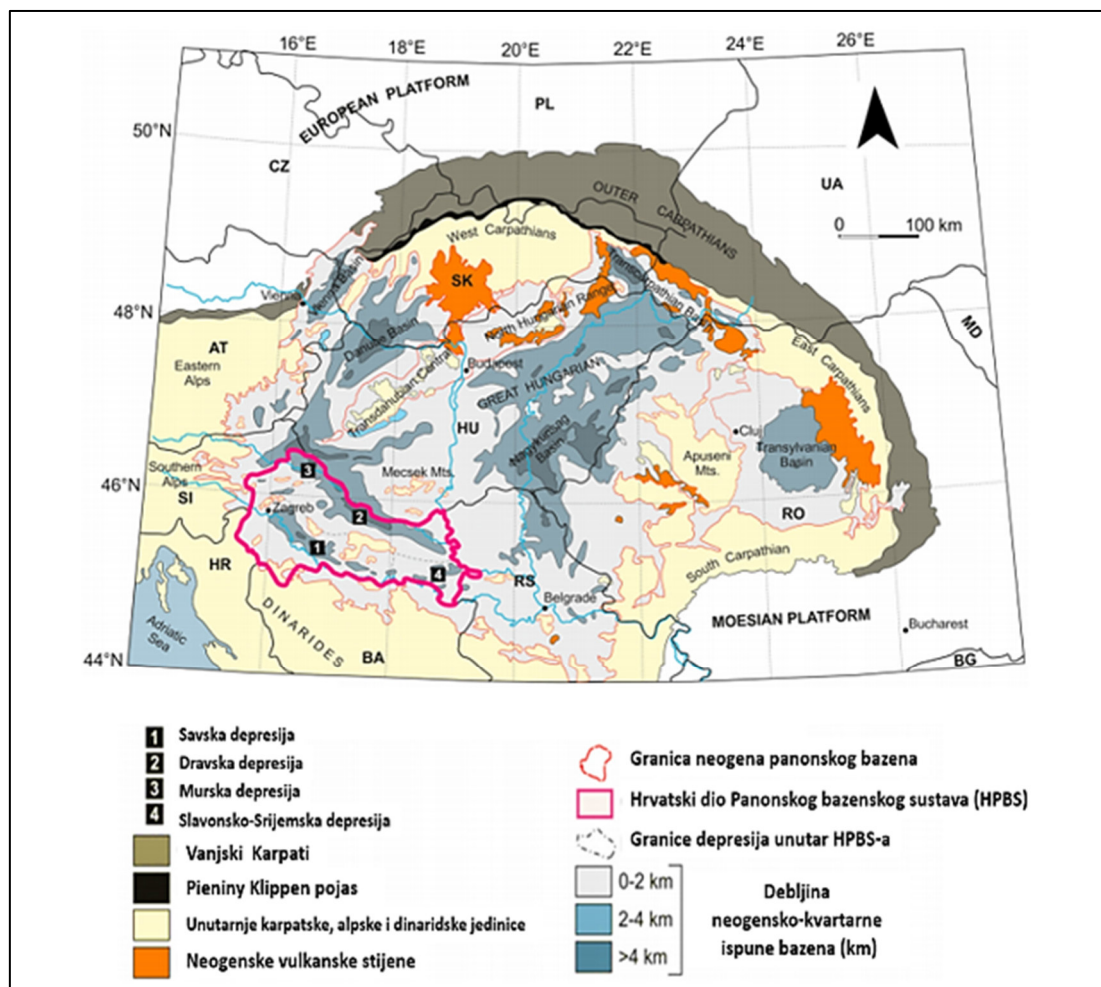 16°E 18°E 20°E 22°E 24°E 26°E
EUROPEAN PLATFORM
PL
50°N
CZ
UA
OUTER CARPATHIANS
0 100 km
West Carpathians
SK
Transcarpathian Basin
Vienna
Vienna Basin
North Hungarian Range
MD
48°N
Danube Basin
East Carpathians
AT
Eastern Alps
Budapest
Transdanubian Central
GREAT HUNGARIAN
HU
Cluj
Nagykunság Basin
Transylvanian Basin
Apuseni Mts.
Southern Alps
3
Mecsek Mts.
46°N
SI
Zagreb
2
RO
1
HR
4
RS
South Carpathian
DINARIDES
Belgrade
MOESIAN PLATFORM
Bucharest
Adriatic Sea
BA
44°N
BG
1 Savska depresija
2 Dravska depresija
3 Murska depresija
4 Slavonsko-Srijemska depresija
Vanjski Karpati
Pieniny Klippen pojas
Unutarnje karpatske, alpske i dinaridske jedinice
Neogenske vulkanske stijene
Granica neogena panonskog bazena
Hrvatski dio Panonskog bazenskog sustava (HPBS)
Granice depresija unutar HPBS-a
0-2 km
2-4 km
>4 km
Debljina
neogensko-kvartarne
ispune bazena (km)